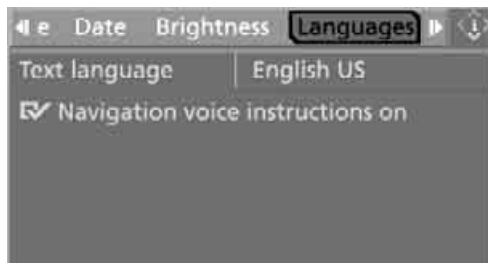 e Date Brightness Languages
Text language English US
Navigation voice instructions on